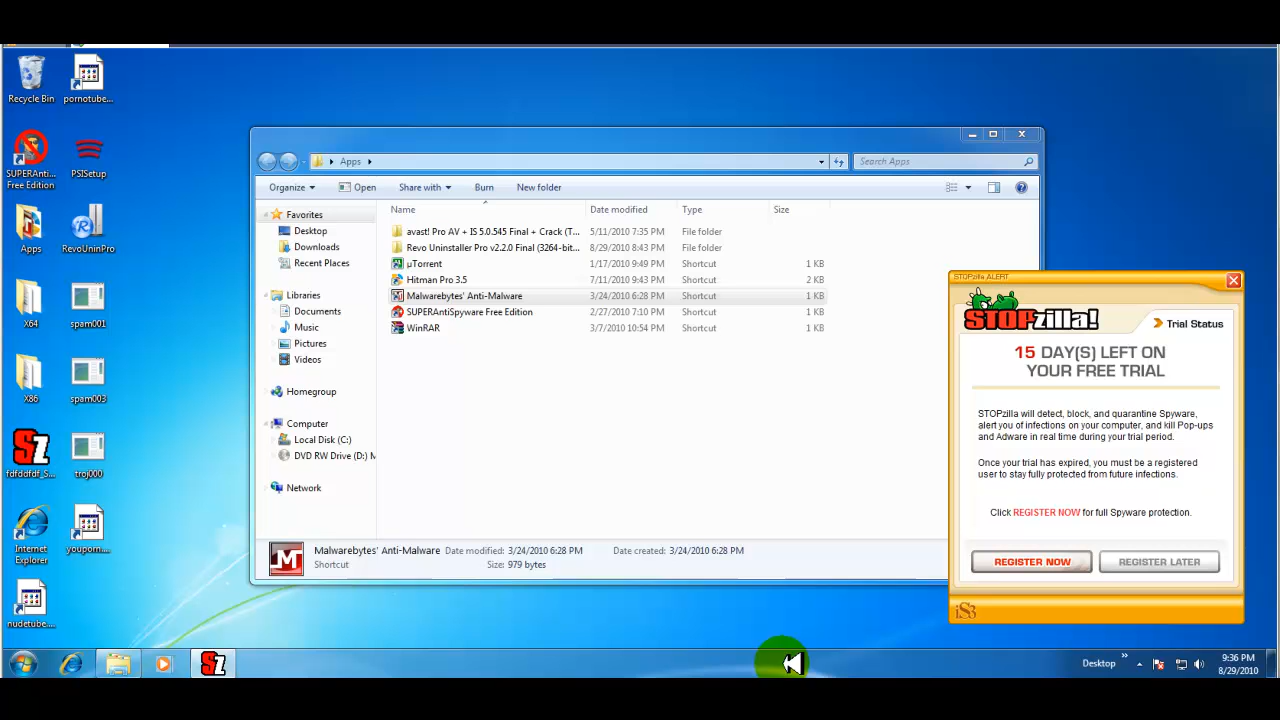 Recycle Bin
pornotube...
SUPERAnti...
Free Edition
PSISetup
Apps
RevoUninPro
X64
spam001
X86
spam003
SZ
fdfddfdf_S...
troj000
Internet
Explorer
youporn...
nudetube...
Apps
Search Apps
Organize
Open
Share with
Burn
New folder
Favorites
Desktop
Downloads
Recent Places
Libraries
Documents
Music
Pictures
Videos
Homegroup
Computer
Local Disk (C:)
DVD RW Drive (D:) M
Network
Name Date modified Type Size
avast! Pro AV + IS 5.0.545 Final + Crack (T... 5/11/2010 7:35 PM File folder
Revo Uninstaller Pro v2.2.0 Final (3264-bit... 8/29/2010 8:43 PM File folder
µTorrent 1/17/2010 9:49 PM Shortcut 1 KB
Hitman Pro 3.5 7/11/2010 9:43 PM Shortcut 2 KB
Malwarebytes' Anti-Malware 3/24/2010 6:28 PM Shortcut 1 KB
SUPERAntiSpyware Free Edition 2/27/2010 7:10 PM Shortcut 1 KB
WinRAR 3/7/2010 10:54 PM Shortcut 1 KB
Malwarebytes' Anti-Malware Date modified: 3/24/2010 6:28 PM Date created: 3/24/2010 6:28 PM
Shortcut Size: 979 bytes
STOPzilla ALERT
STOPzilla!
Trial Status
15 DAY(S) LEFT ON
YOUR FREE TRIAL
STOPzilla will detect, block, and quarantine Spyware,
alert you of infections on your computer, and kill Pop-ups
and Adware in real time during your trial period.
Once your trial has expired, you must be a registered
user to stay fully protected from future infections.
Click REGISTER NOW for full Spyware protection.
REGISTER NOW
REGISTER LATER
iS3
SZ
Desktop
9:36 PM
8/29/2010